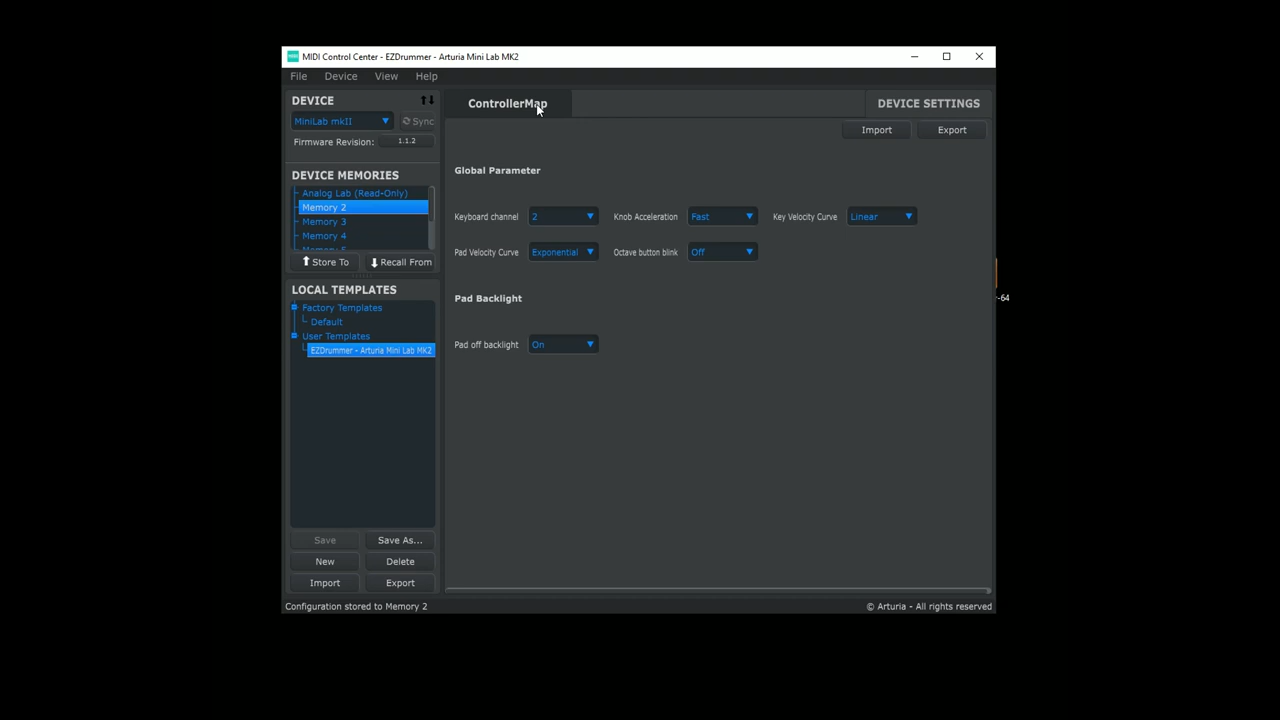 MIDI Control Center - EZDrummer - Arturia Mini Lab MK2
File Device View Help
DEVICE
MiniLab mkII
Sync
Firmware Revision: 1.1.2
DEVICE MEMORIES
Analog Lab (Read-Only)
Memory 2
Memory 3
Memory 4
Store To
Recall From
LOCAL TEMPLATES
Factory Templates
Default
User Templates
EZDrummer - Arturia Mini Lab MK2
Save
Save As...
New
Delete
Import
Export
Configuration stored to Memory 2
ControllerMap
DEVICE SETTINGS
Import
Export
Global Parameter
Keyboard channel 2 Knob Acceleration Fast Key Velocity Curve Linear
Pad Velocity Curve Exponential Octave button blink Off
Pad Backlight
Pad off backlight On
-64
© Arturia - All rights reserved